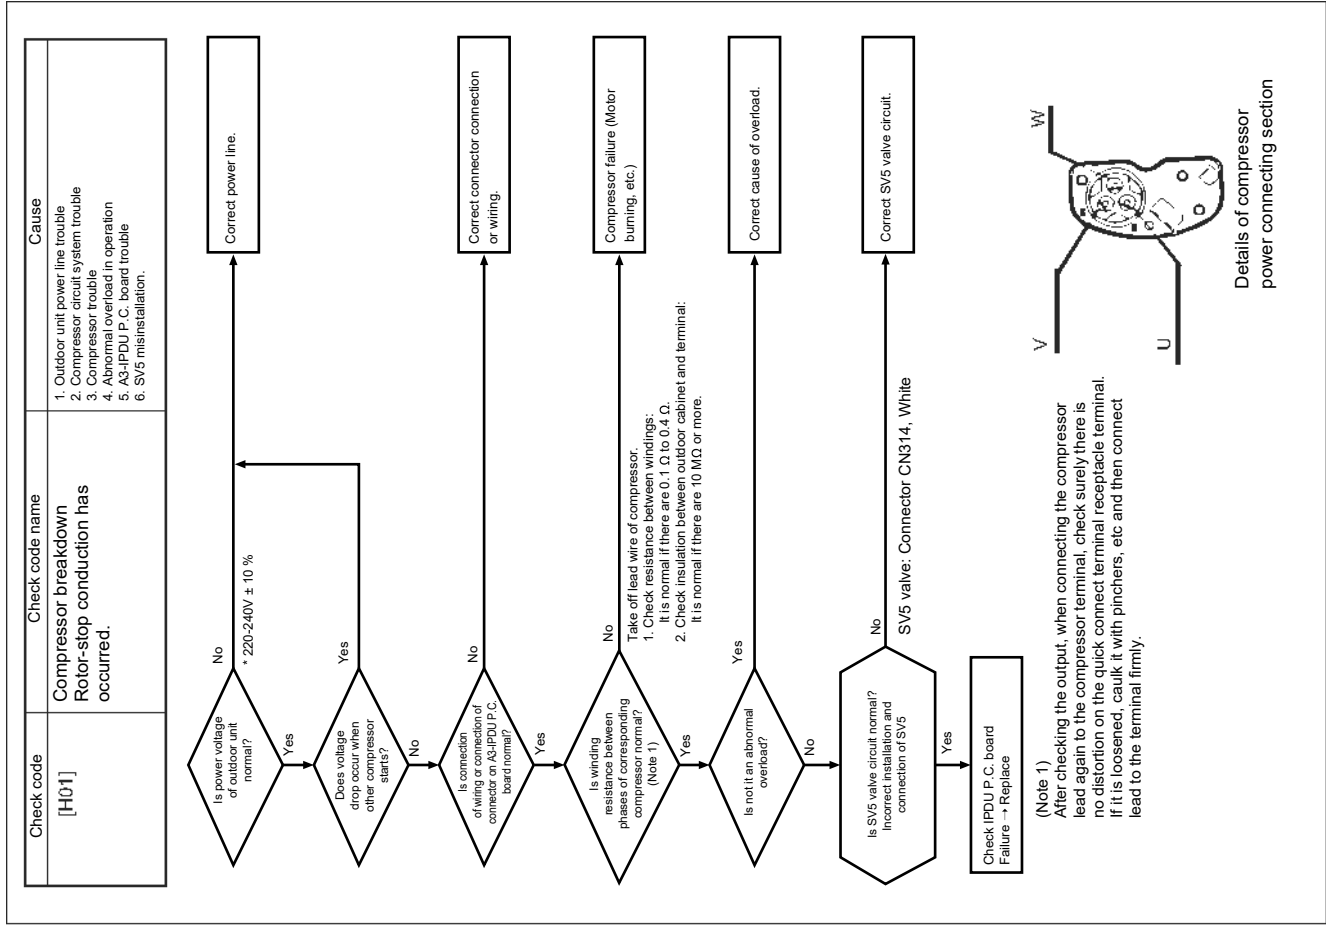 Check code
Check code name
Cause
[H01]
Compressor breakdown
Rotor-stop conduction has
occurred.
1. Outdoor unit power line trouble
2. Compressor circuit system trouble
3. Compressor trouble
4. Abnormal overload in operation
5. A3-IPDU P.C. board trouble
6. SV5 misinstallation.
Is power voltage
of outdoor unit
normal?
No
* 220-240V ± 10 %
Correct power line.
Yes
Does voltage
drop occur when
other compressor
starts?
Yes
No
Is connection
of wiring or connection of
connector on A3-IPDU P.C.
board normal?
No
Correct connector connection
or wiring.
Yes
Is winding
resistance between
phases of corresponding
compressor normal?
(Note 1)
No
Compressor failure (Motor
burning, etc.)
Take off lead wire of compressor.
1. Check resistance between windings:
It is normal if there are 0.1 Ω to 0.4 Ω.
2. Check insulation between outdoor cabinet and terminal:
It is normal if there are 10 MΩ or more.
Yes
Is not it an abnormal
overload?
Yes
Correct cause of overload.
No
Is SV5 valve circuit normal?
Incorrect installation and
connection of SV5
No
Correct SV5 valve circuit.
SV5 valve: Connector CN314, White
Yes
Check IPDU P.C. board
Failure → Replace
(Note 1)
After checking the output, when connecting the compressor
lead again to the compressor terminal, check surely there is
no distortion on the quick connect terminal receptacle terminal.
If it is loosened, caulk it with pinchers, etc and then connect
lead to the terminal firmly.
V
W
U
Details of compressor
power connecting section